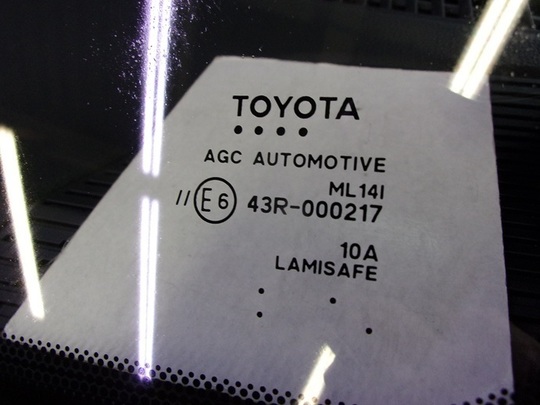 TOYOTA
AGC AUTOMOTIVE
ML14I
// E6 43R-000217
10A
LAMISAFE